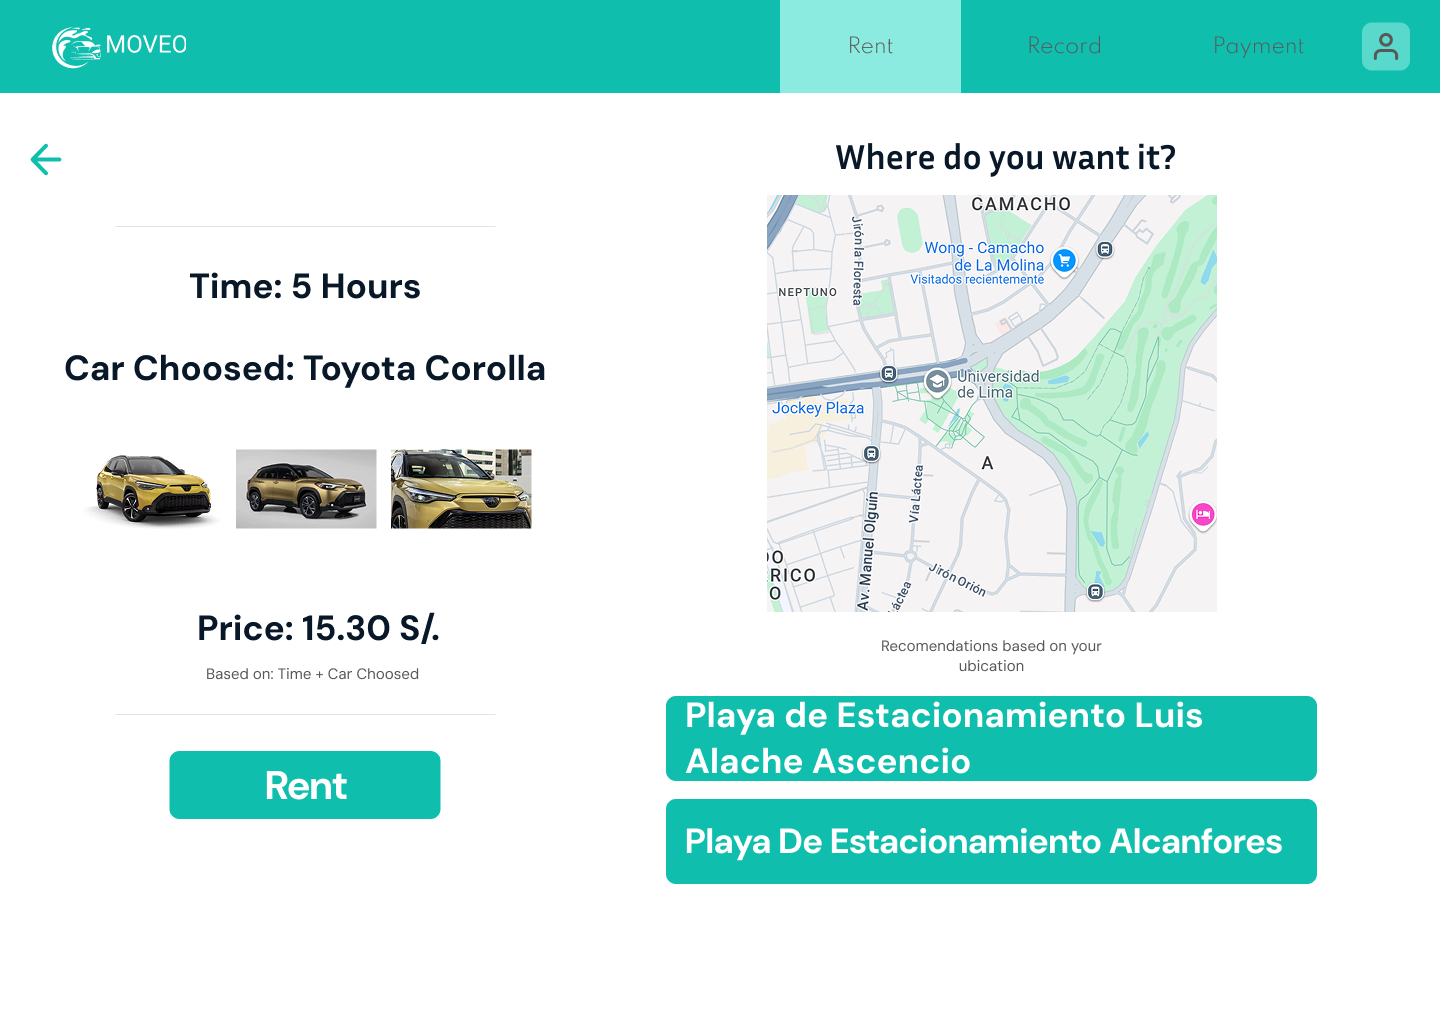 MOVEO
Rent
Record
Payment
Time: 5 Hours
Car Choosed: Toyota Corolla
Price: 15.30 S/.
Based on: Time + Car Choosed
Rent
Where do you want it?
CAMACHO
Jirón la Floresta
Wong - Camacho
de La Molina
Visitados recientemente
NEPTUNO
Universidad
de Lima
Jockey Plaza
A
Vía Láctea
Av. Manuel Olguín
Jirón Orión
Láctea
DO
RICO
O
Recomendations based on your
ubication
Playa de Estacionamiento Luis
Alache Ascencio
Playa De Estacionamiento Alcanfores